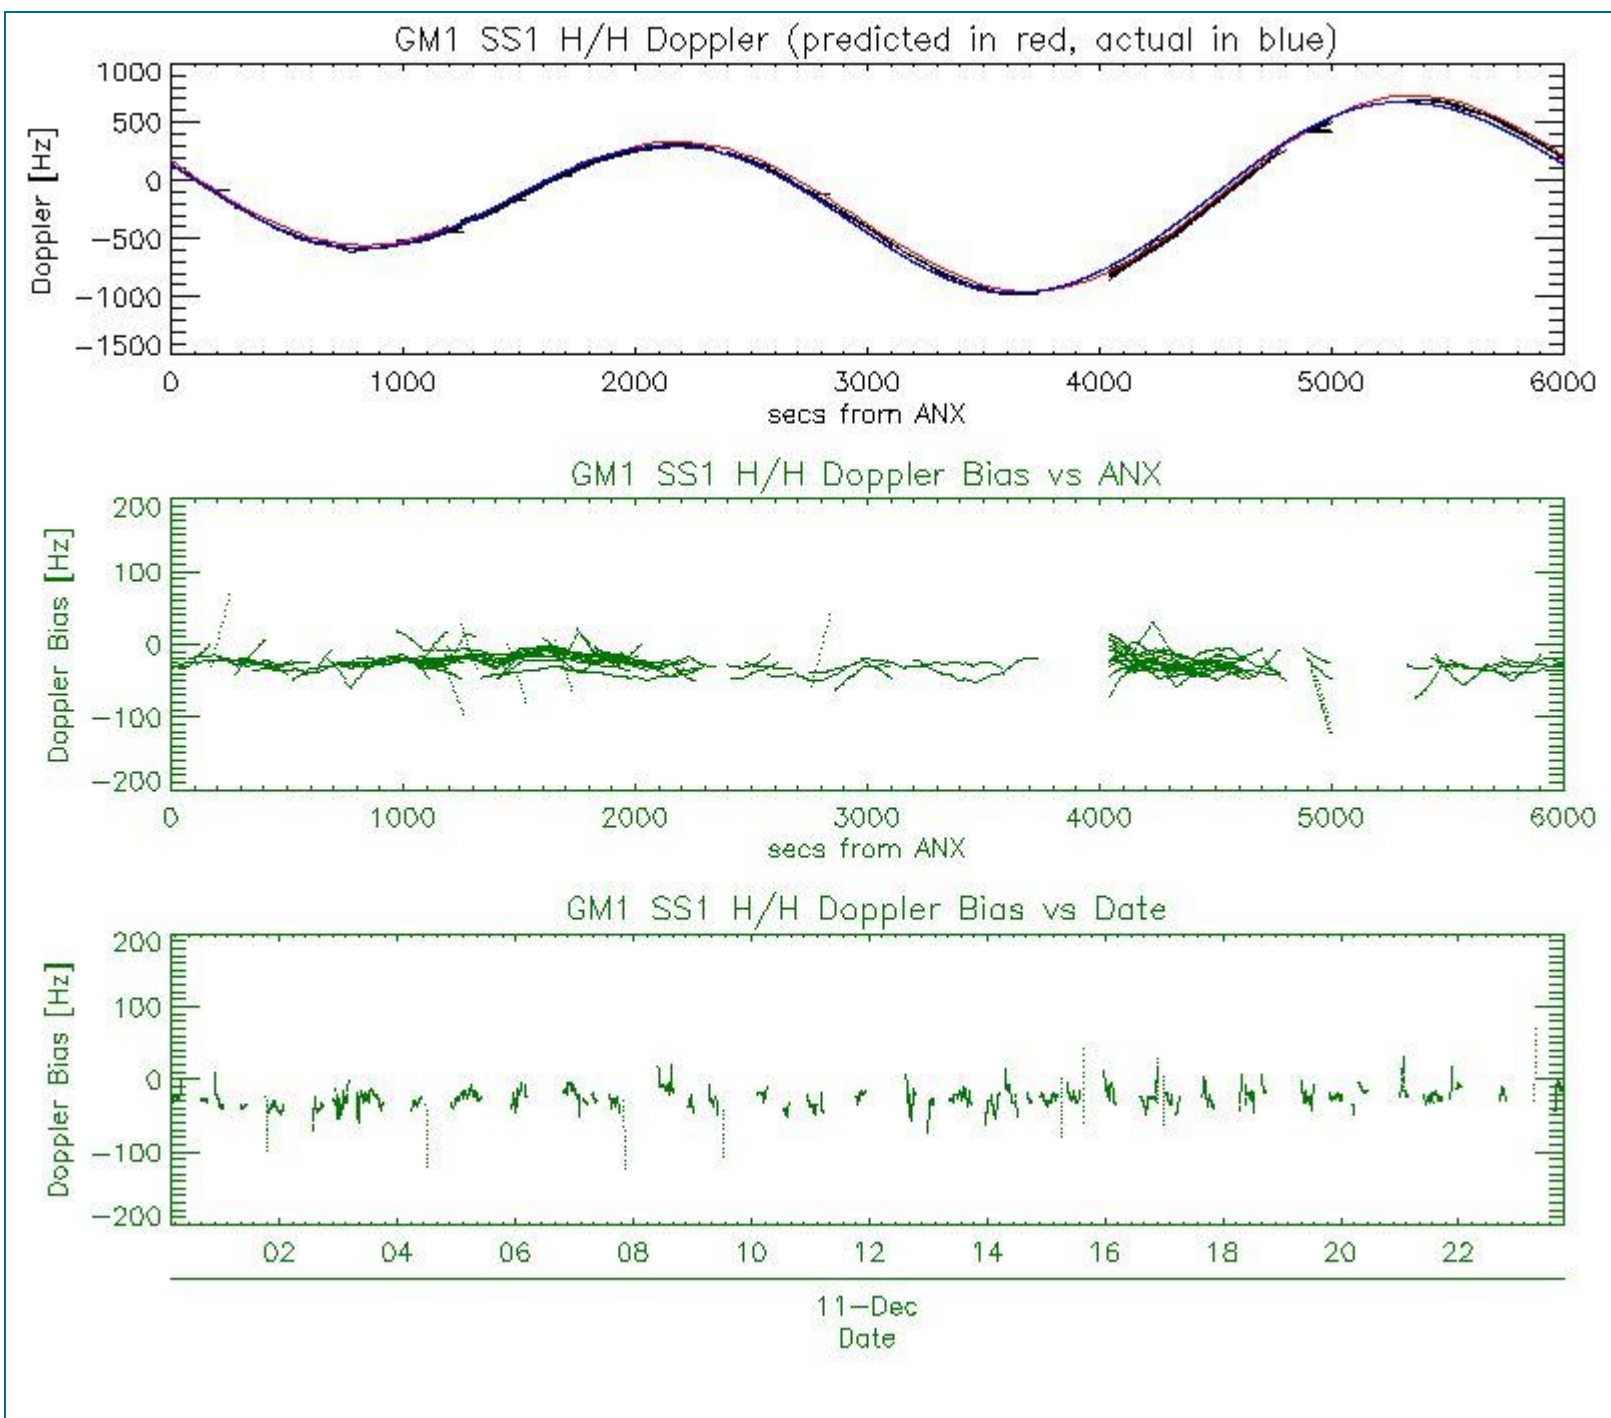 GM1 SS1 H/H Doppler (predicted in red, actual in blue)
1000
500
0
−500
−1000
−1500
Doppler [Hz]
0 1000 2000 3000 4000 5000 6000
secs from ANX
GM1 SS1 H/H Doppler Bias vs ANX
200
100
0
−100
−200
Doppler Bias [Hz]
0 1000 2000 3000 4000 5000 6000
secs from ANX
GM1 SS1 H/H Doppler Bias vs Date
200
100
0
−100
−200
Doppler Bias [Hz]
02 04 06 08 10 12 14 16 18 20 22
11−Dec
Date